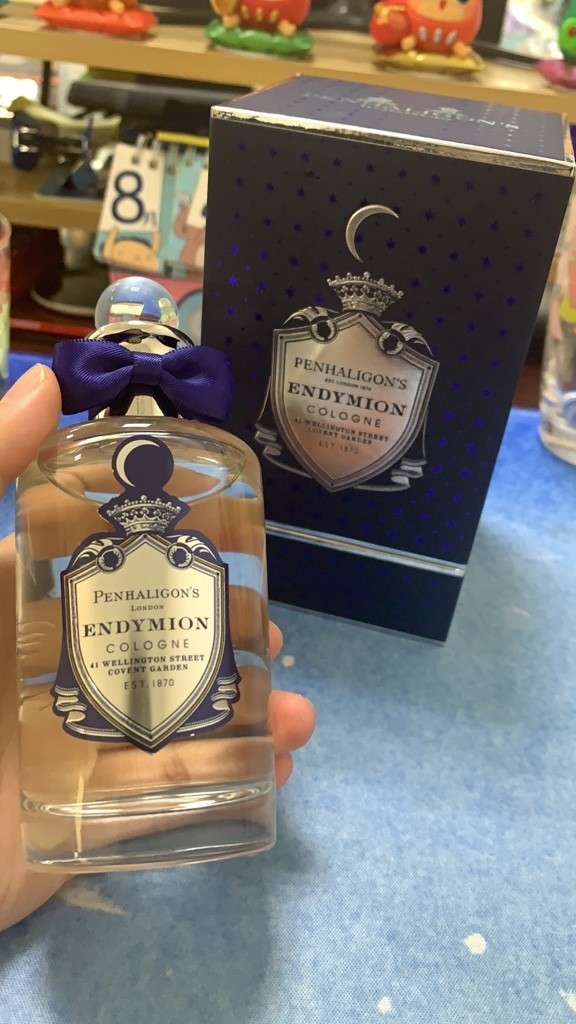 PENHALIGON'S
8
PENHALIGON'S
EST. LONDON 1870
ENDYMION
COLOGNE
41 WELLINGTON STREET
COVENT GARDEN
EST. 1870
PENHALIGON'S
LONDON
ENDYMION
COLOGNE
41 WELLINGTON STREET
COVENT GARDEN
EST. 1870